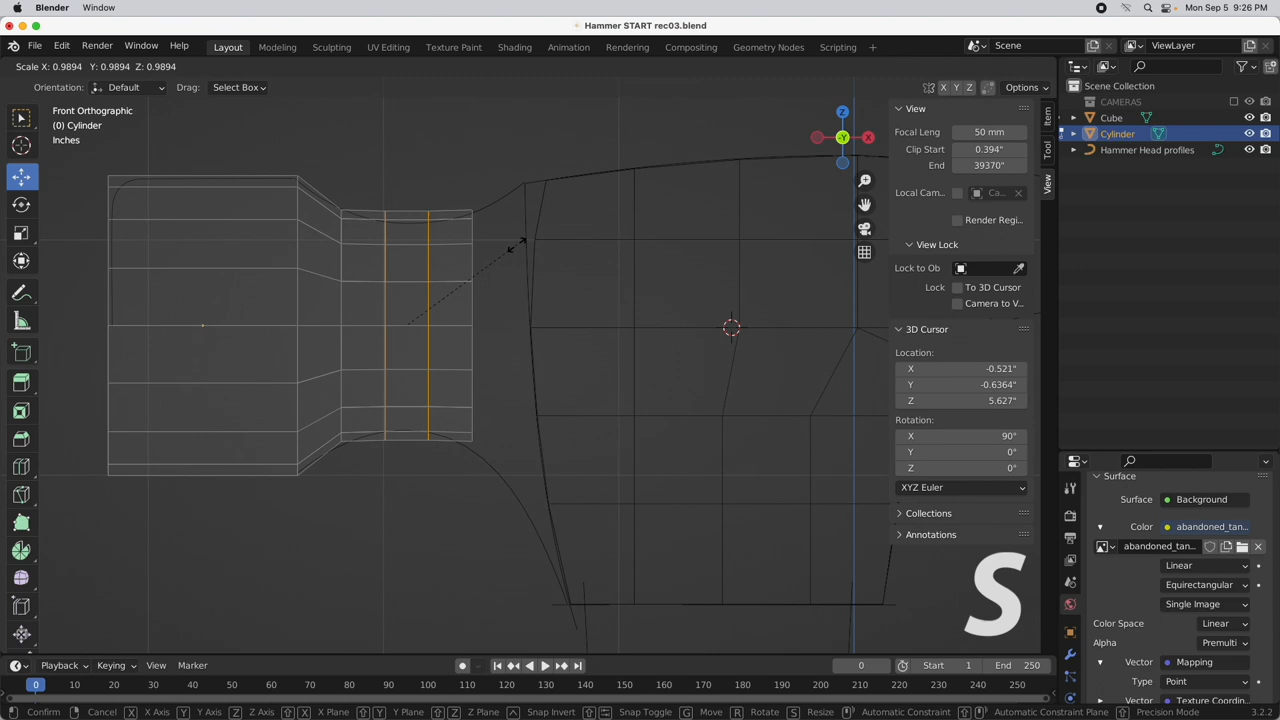 Blender Window Mon Sep 5 9:26 PM
Hammer START rec03.blend
File Edit Render Window Help Layout Modeling Sculpting UV Editing Texture Paint Shading Animation Rendering Compositing Geometry Nodes Scripting + Scene ViewLayer
Scale X: 0.9894 Y: 0.9894 Z: 0.9894
Orientation: Default Drag: Select Box X Y Z Options
Scene Collection
CAMERAS
Cube
Cylinder
Hammer Head profiles
Front Orthographic
(0) Cylinder
Inches
Z
-Y
X
Item
Tool
View
View
Focal Leng 50 mm
Clip Start 0.394"
End 39370"
Local Cam... Ca...
Render Regi...
View Lock
Lock to Ob
Lock To 3D Cursor
Camera to V...
3D Cursor
Location:
X -0.521"
Y -0.6364"
Z 5.627"
Rotation:
X 90°
Y 0°
Z 0°
XYZ Euler
Collections
Annotations
S
Surface
Surface Background
Color abandoned_tan...
abandoned_tan...
Linear
Equirectangular
Single Image
Color Space Linear
Alpha Premulti
Vector Mapping
Type Point
Vector Texture Coordin
Playback Keying View Marker 0 Start 1 End 250
0 10 20 30 40 50 60 70 80 90 100 110 120 130 140 150 160 170 180 190 200 210 220 230 240 250
Confirm Cancel X X Axis Y Y Axis Z Z Axis X X Plane Y Y Plane Z Z Plane Snap Invert Snap Toggle G Move R Rotate S Resize Automatic Constraint Automatic Constraint Plane Precision Mode 3.2.2